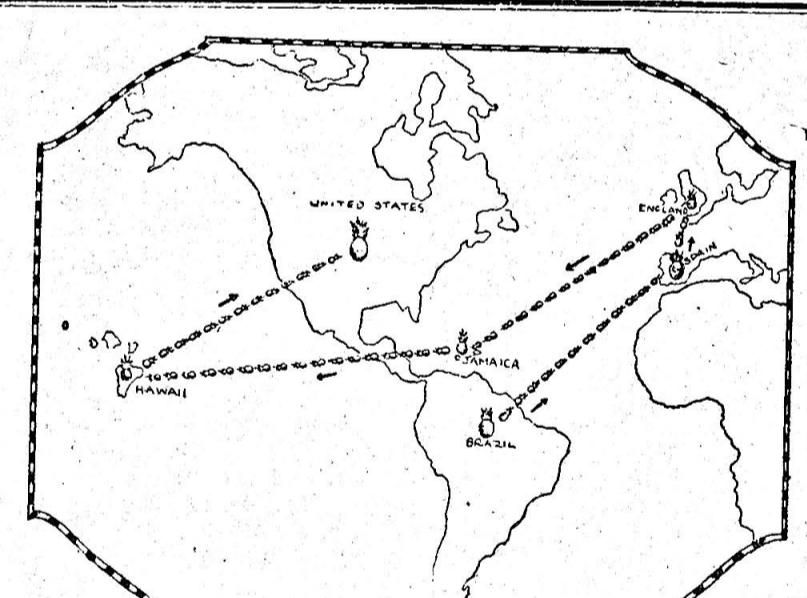 UNITED STATES
ENGLAND
SPAIN
JAMAICA
HAWAII
BRAZIL